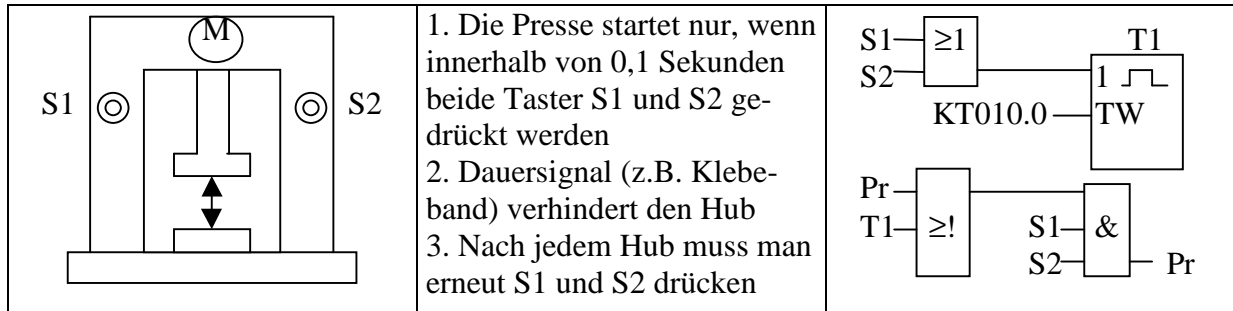 M
S1
S2
1. Die Presse startet nur, wenn
innerhalb von 0,1 Sekunden
beide Taster S1 und S2 ge-
drückt werden
2. Dauersignal (z.B. Klebe-
band) verhindert den Hub
3. Nach jedem Hub muss man
erneut S1 und S2 drücken
S1 ≥1 T1
S2 1
KT010.0 TW
Pr
T1 ≥! S1 &
S2 Pr